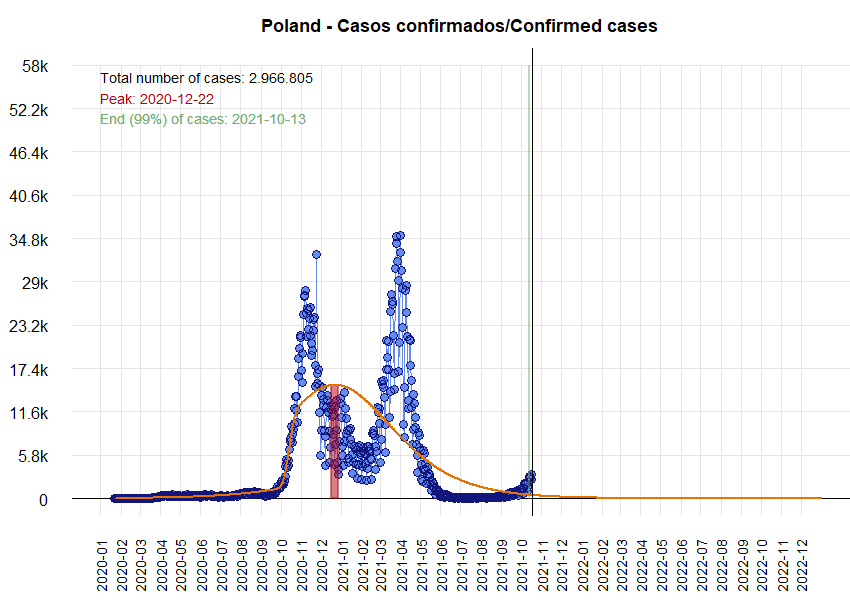 Poland - Casos confirmados/Confirmed cases
58k
Total number of cases: 2.966.805
Peak: 2020-12-22
52.2k
End (99%) of cases: 2021-10-13
46.4k
40.6k
34.8k
29k
23.2k
17.4k
11.6k
5.8k
0
2020-01
2020-02
2020-03
2020-04
2020-05
2020-06
2020-07
2020-08
2020-09
2020-10
2020-11
2020-12
2021-01
2021-02
2021-03
2021-04
2021-05
2021-06
2021-07
2021-08
2021-09
2021-10
2021-11
2021-12
2022-01
2022-02
2022-03
2022-04
2022-05
2022-06
2022-07
2022-08
2022-09
2022-10
2022-11
2022-12